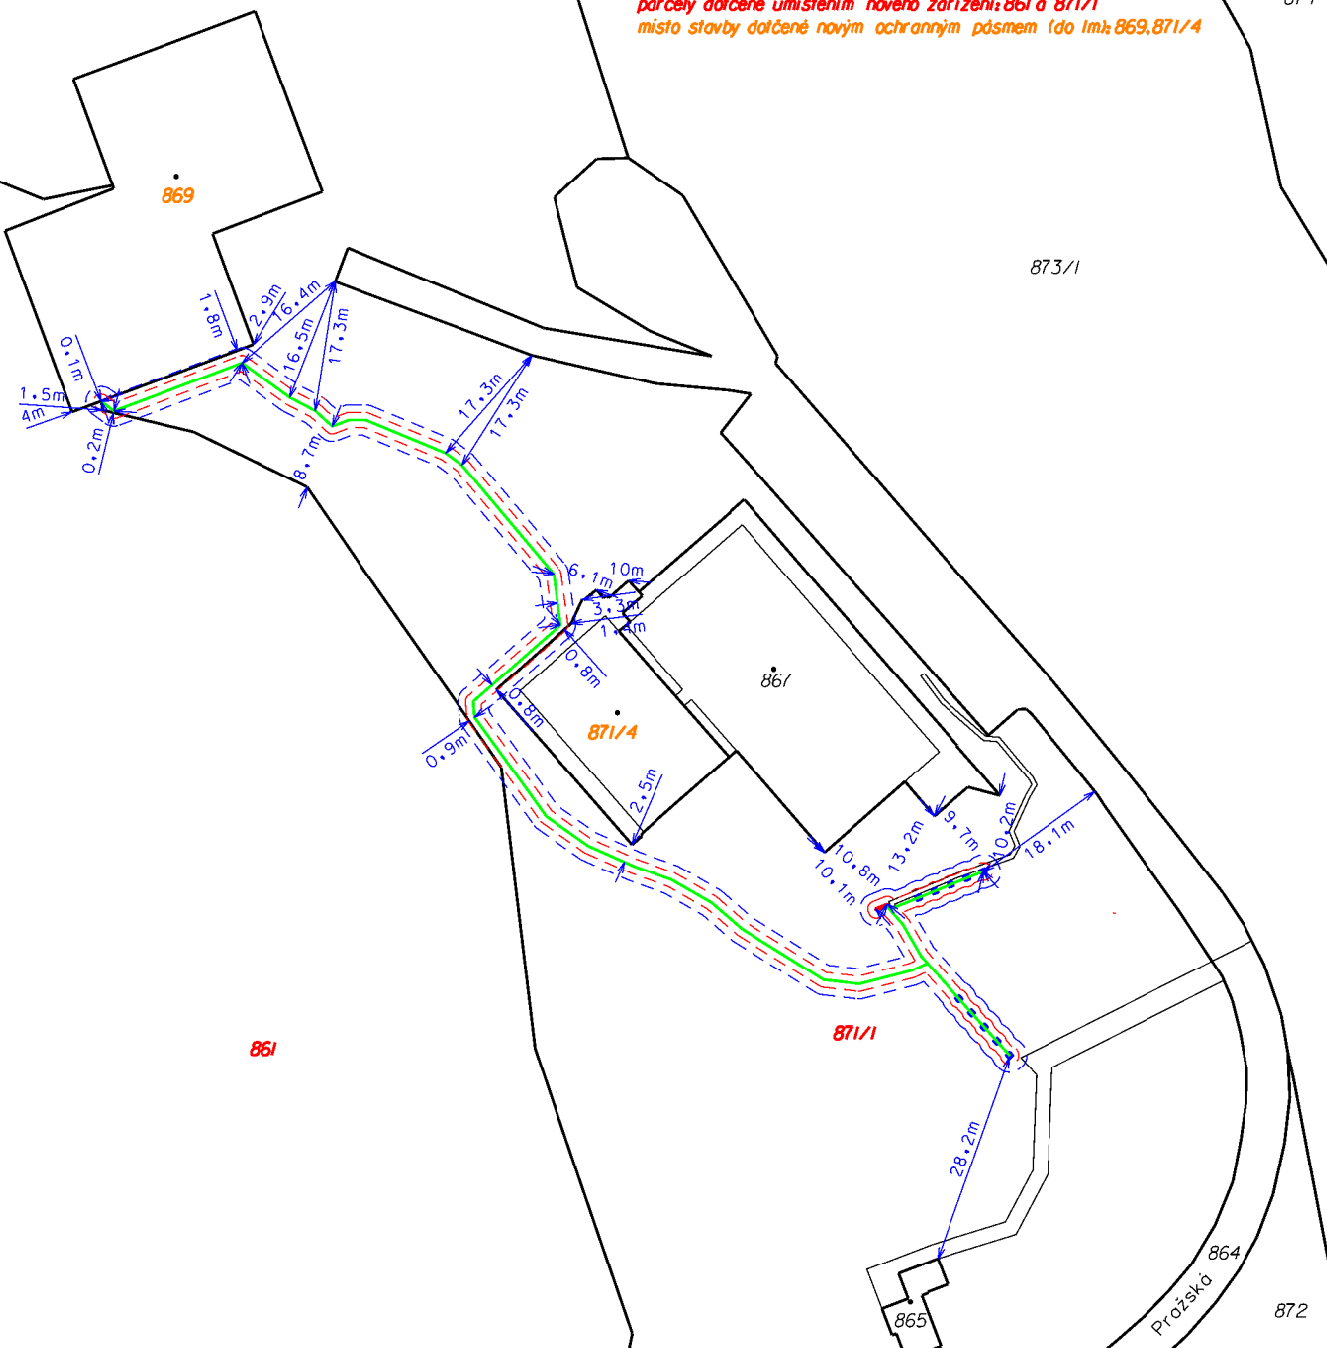 parcely dotčené umístěním nového zařízení: 861 a 871/1
místo stavby dotčené novým ochranným pásmem (do 1m): 869,871/4
869
873/1
1,8m
2,9m
16,4m
16,5m
17,3m
0,1m
1,5m
4m
0,2m
8,7m
17,3m
17,3m
6,1m
10m
3,3m
0,8m
0,8m
0,9m
867
871/4
2,5m
13,2m
9,7m
10,2m
18,1m
10,8m
10,1m
861
871/1
28,2m
864
Pražská
865
872